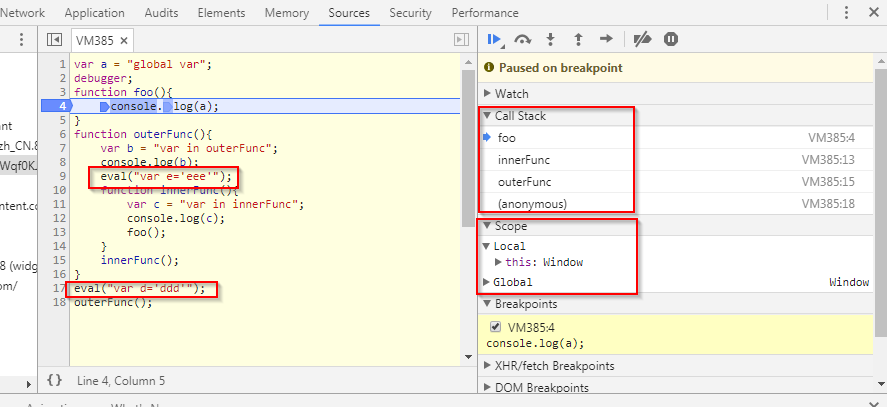 Network Application Audits Elements Memory Sources Security Performance
VM385
1 var a = "global var";
2 debugger;
3 function foo(){
4 console.log(a);
5 }
6 function outerFunc(){
7 var b = "var in outerFunc";
8 console.log(b);
9 eval("var e='eee'");
10 function innerFunc(){
11 var c = "var in innerFunc";
12 console.log(c);
13 foo();
14 }
15 innerFunc();
16 }
17 eval("var d='ddd'");
18 outerFunc();
ant
zh_CN.8
Wqf0K.
ntent.co
8 (widg
om/
{} Line 4, Column 5
Paused on breakpoint
Watch
Call Stack
foo VM385:4
innerFunc VM385:13
outerFunc VM385:15
(anonymous) VM385:18
Scope
Local
this: Window
Global Window
Breakpoints
VM385:4
console.log(a);
XHR/fetch Breakpoints
DOM Breakpoints